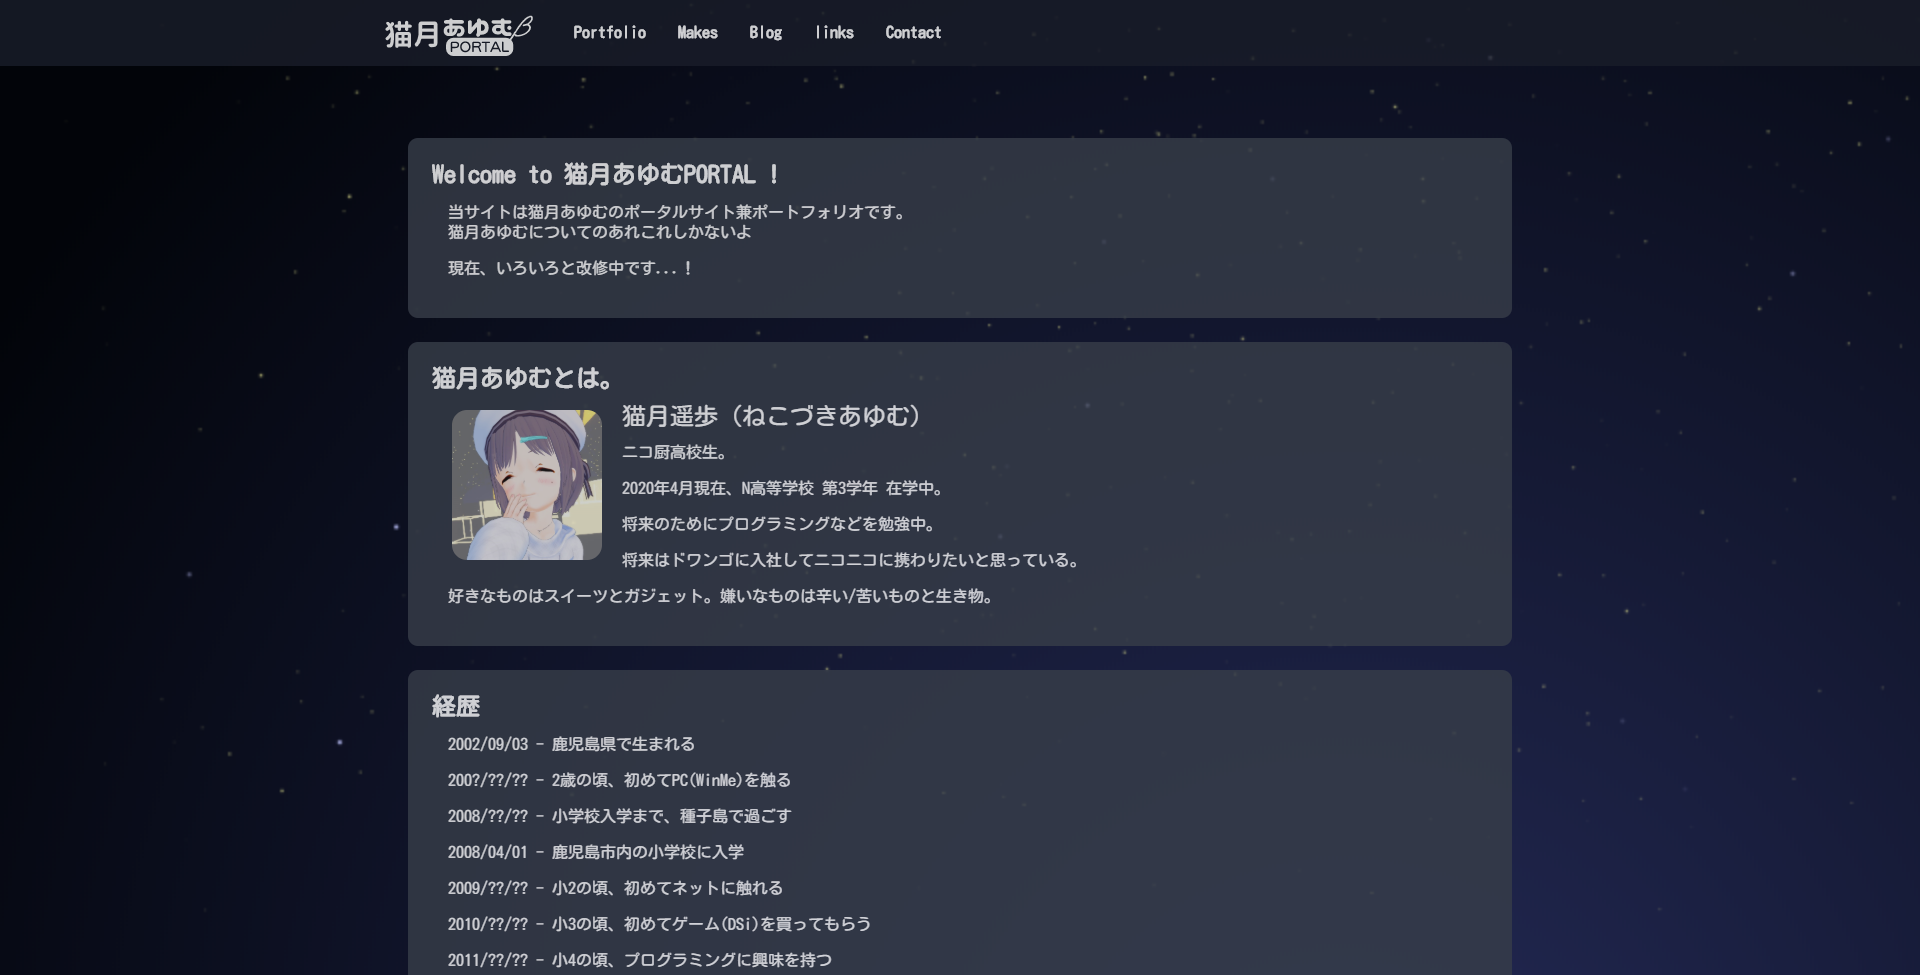 猫月あゆむβ
PORTAL
Portfolio Makes Blog links Contact
Welcome to 猫月あゆむPORTAL !
当サイトは猫月あゆむのポータルサイト兼ポートフォリオです。
猫月あゆむについてのあれこれしかないよ
現在、いろいろと改修中です...！
猫月あゆむとは。
猫月遥歩（ねこづきあゆむ）
ニコ厨高校生。
2020年4月現在、N高等学校 第3学年 在学中。
将来のためにプログラミングなどを勉強中。
将来はドワンゴに入社してニコニコに携わりたいと思っている。
好きなものはスイーツとガジェット。嫌いなものは辛い/苦いものと生き物。
経歴
2002/09/03 - 鹿児島県で生まれる
200?/??/?? - 2歳の頃、初めてPC(WinMe)を触る
2008/??/?? - 小学校入学まで、種子島で過ごす
2008/04/01 - 鹿児島市内の小学校に入学
2009/??/?? - 小2の頃、初めてネットに触れる
2010/??/?? - 小3の頃、初めてゲーム(DSi)を買ってもらう
2011/??/?? - 小4の頃、プログラミングに興味を持つ